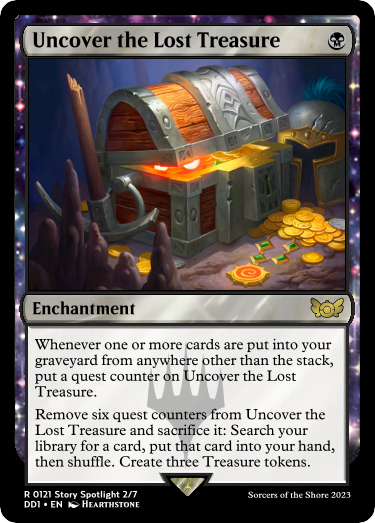 Uncover the Lost Treasure
Enchantment
Whenever one or more cards are put into your
graveyard from anywhere other than the stack,
put a quest counter on Uncover the Lost
Treasure.
Remove six quest counters from Uncover the
Lost Treasure and sacrifice it: Search your
library for a card, put that card into your hand,
then shuffle. Create three Treasure tokens.
R 0121 Story Spotlight 2/7
DD1 • EN Hearthstone
Sorcers of the Shore 2023